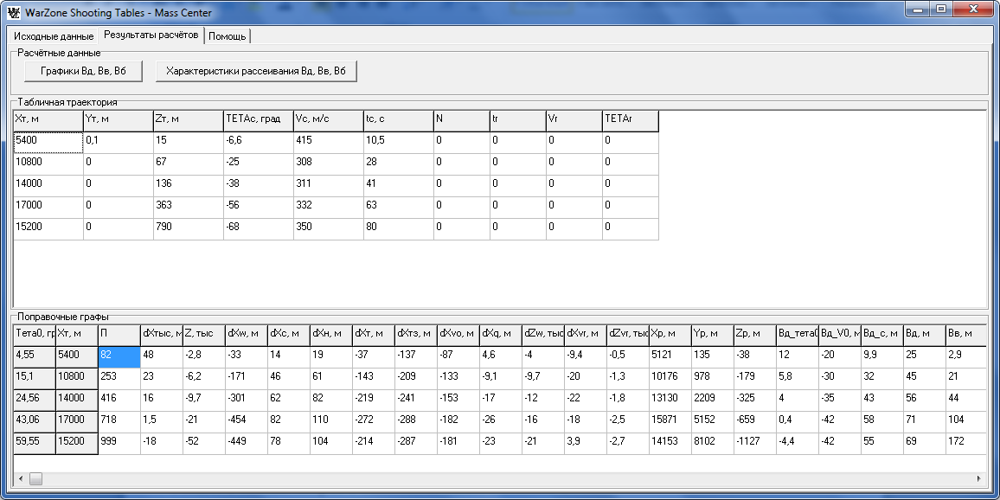 WarZone Shooting Tables - Mass Center
Исходные данные Результаты расчётов Помощь
Расчётные данные
Графики Вд, Вв, Вб Характеристики рассеивания Вд, Вв, Вб
Табличная траектория
Xт, м Yт, м Zт, м TETAc, град Vc, м/с tc, с N tr Vr TETAr
5400 0,1 15 -6,6 415 10,5 0 0 0 0
10800 0 67 -25 308 28 0 0 0 0
14000 0 136 -38 311 41 0 0 0 0
17000 0 363 -56 332 63 0 0 0 0
15200 0 790 -68 350 80 0 0 0 0
Поправочные графы
Тета0, гр Xт, м П dXтыс, м Z, тыс dXw, м dXc, м dXн, м dXт, м dXтз, м dXvo, м dXq, м dZw, тыс dXvr, м dZvr, тыс Xр, м Yр, м Zр, м Вд_тета0 Вд_V0, м Вд_с, м Вд, м Вв, м
4,55 5400 82 48 -2,8 -33 14 19 -37 -137 -87 4,6 -4 -9,4 -0,5 5121 135 -38 12 -20 9,9 25 2,9
15,1 10800 253 23 -6,2 -171 46 61 -143 -209 -133 -9,1 -9,7 -20 -1,3 10176 978 -179 5,8 -30 32 45 21
24,56 14000 416 16 -9,7 -301 62 82 -219 -241 -153 -17 -12 -22 -1,8 13130 2209 -325 4 -35 43 56 44
43,06 17000 718 1,5 -21 -454 82 110 -272 -288 -182 -26 -16 -18 -2,5 15871 5152 -659 0,4 -42 58 71 104
59,55 15200 999 -18 -52 -449 78 104 -214 -287 -181 -23 -21 3,9 -2,7 14153 8102 -1127 -4,4 -42 55 69 172